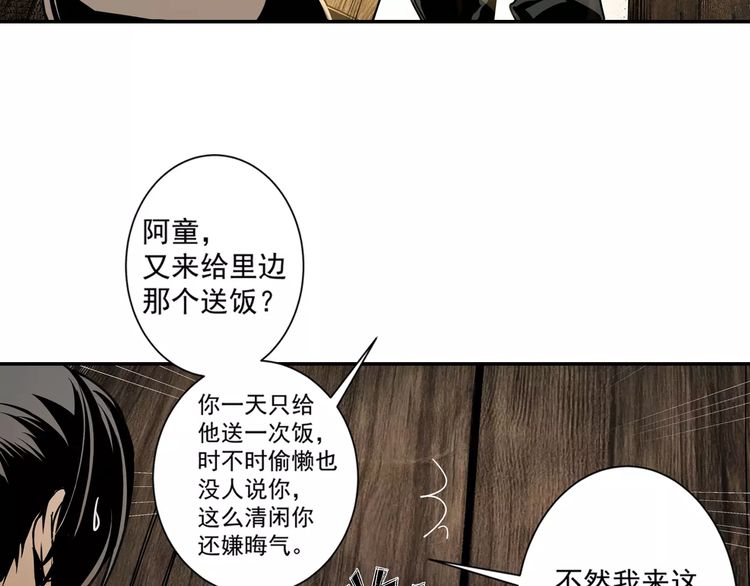 阿童，
又来给里边
那个送饭？
你一天只给
他送一次饭，
时不时偷懒也
没人说你，
这么清闲你
还嫌晦气。
不然我来这